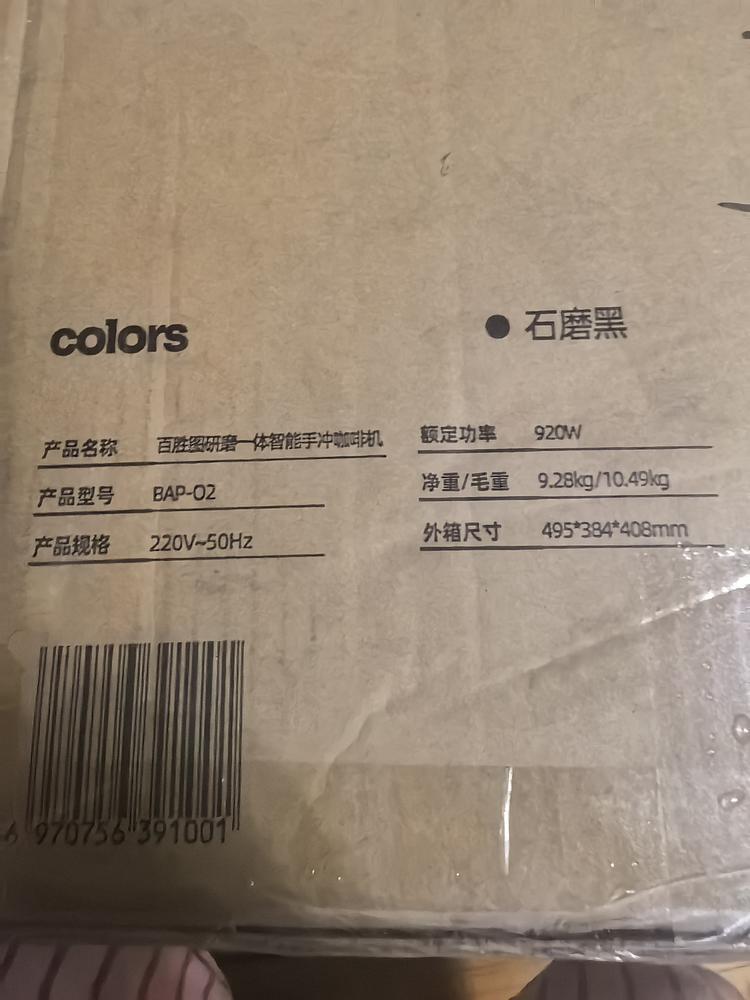 colors
● 石磨黑
产品名称 百胜图研磨一体智能手冲咖啡机
额定功率 920W
产品型号 BAP-02
净重/毛重 9.28kg/10.49kg
产品规格 220V~50Hz
外箱尺寸 495*384*408mm
6 970756 391001